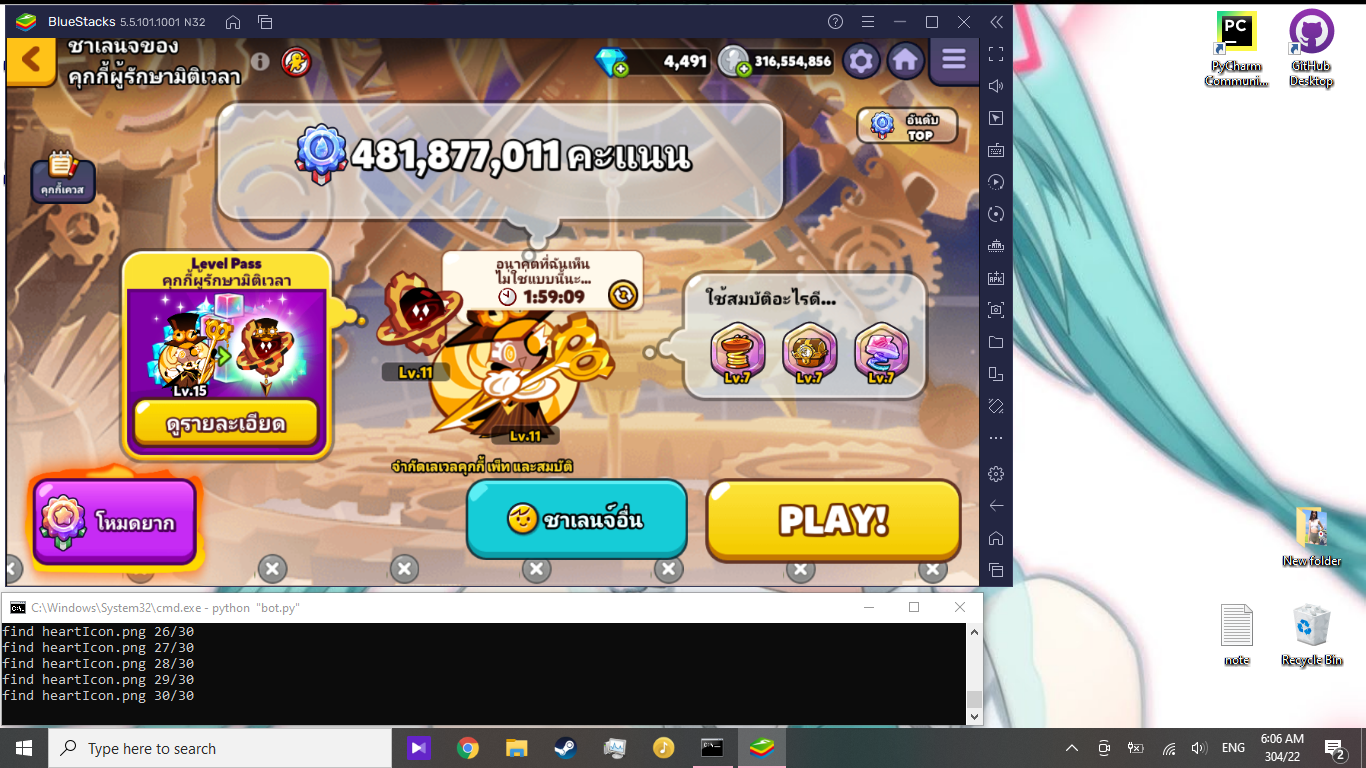 BlueStacks 5.5.101.1001 N32
ชาเลนจ์ของ
คุกกี้ผู้รักษามิติเวลา
4,491
316,554,856
481,877,011 คะแนน
อันดับ
TOP
คุกกี้เควส
Level Pass
คุกกี้ผู้รักษามิติเวลา
Lv.15
ดูรายละเอียด
อนาคตที่ฉันเห็น
ไม่ใช่แบบนี้นะ...
1:59:09
Lv.11
Lv.11
ใช้สมบัติอะไรดี...
Lv.7
Lv.7
Lv.7
จำกัดเลเวลคุกกี้ เพ็ท และสมบัติ
โหมดยาก
ชาเลนจ์อื่น
PLAY!
C:\Windows\System32\cmd.exe - python "bot.py"
find heartIcon.png 26/30
find heartIcon.png 27/30
find heartIcon.png 28/30
find heartIcon.png 29/30
find heartIcon.png 30/30
PC
PyCharm
Communi...
GitHub
Desktop
New folder
note
Recycle Bin
Type here to search
ENG
6:06 AM
304/22
2